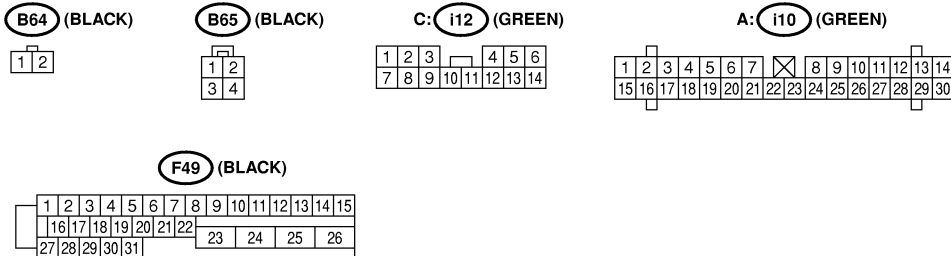 B64 (BLACK)
B65 (BLACK)
C: i12 (GREEN)
A: i10 (GREEN)
1 2
1 2
3 4
1 2 3 4 5 6
7 8 9 10 11 12 13 14
1 2 3 4 5 6 7 8 9 10 11 12 13 14
15 16 17 18 19 20 21 22 23 24 25 26 27 28 29 30
F49 (BLACK)
1 2 3 4 5 6 7 8 9 10 11 12 13 14 15
16 17 18 19 20 21 22
23 24 25 26
27 28 29 30 31